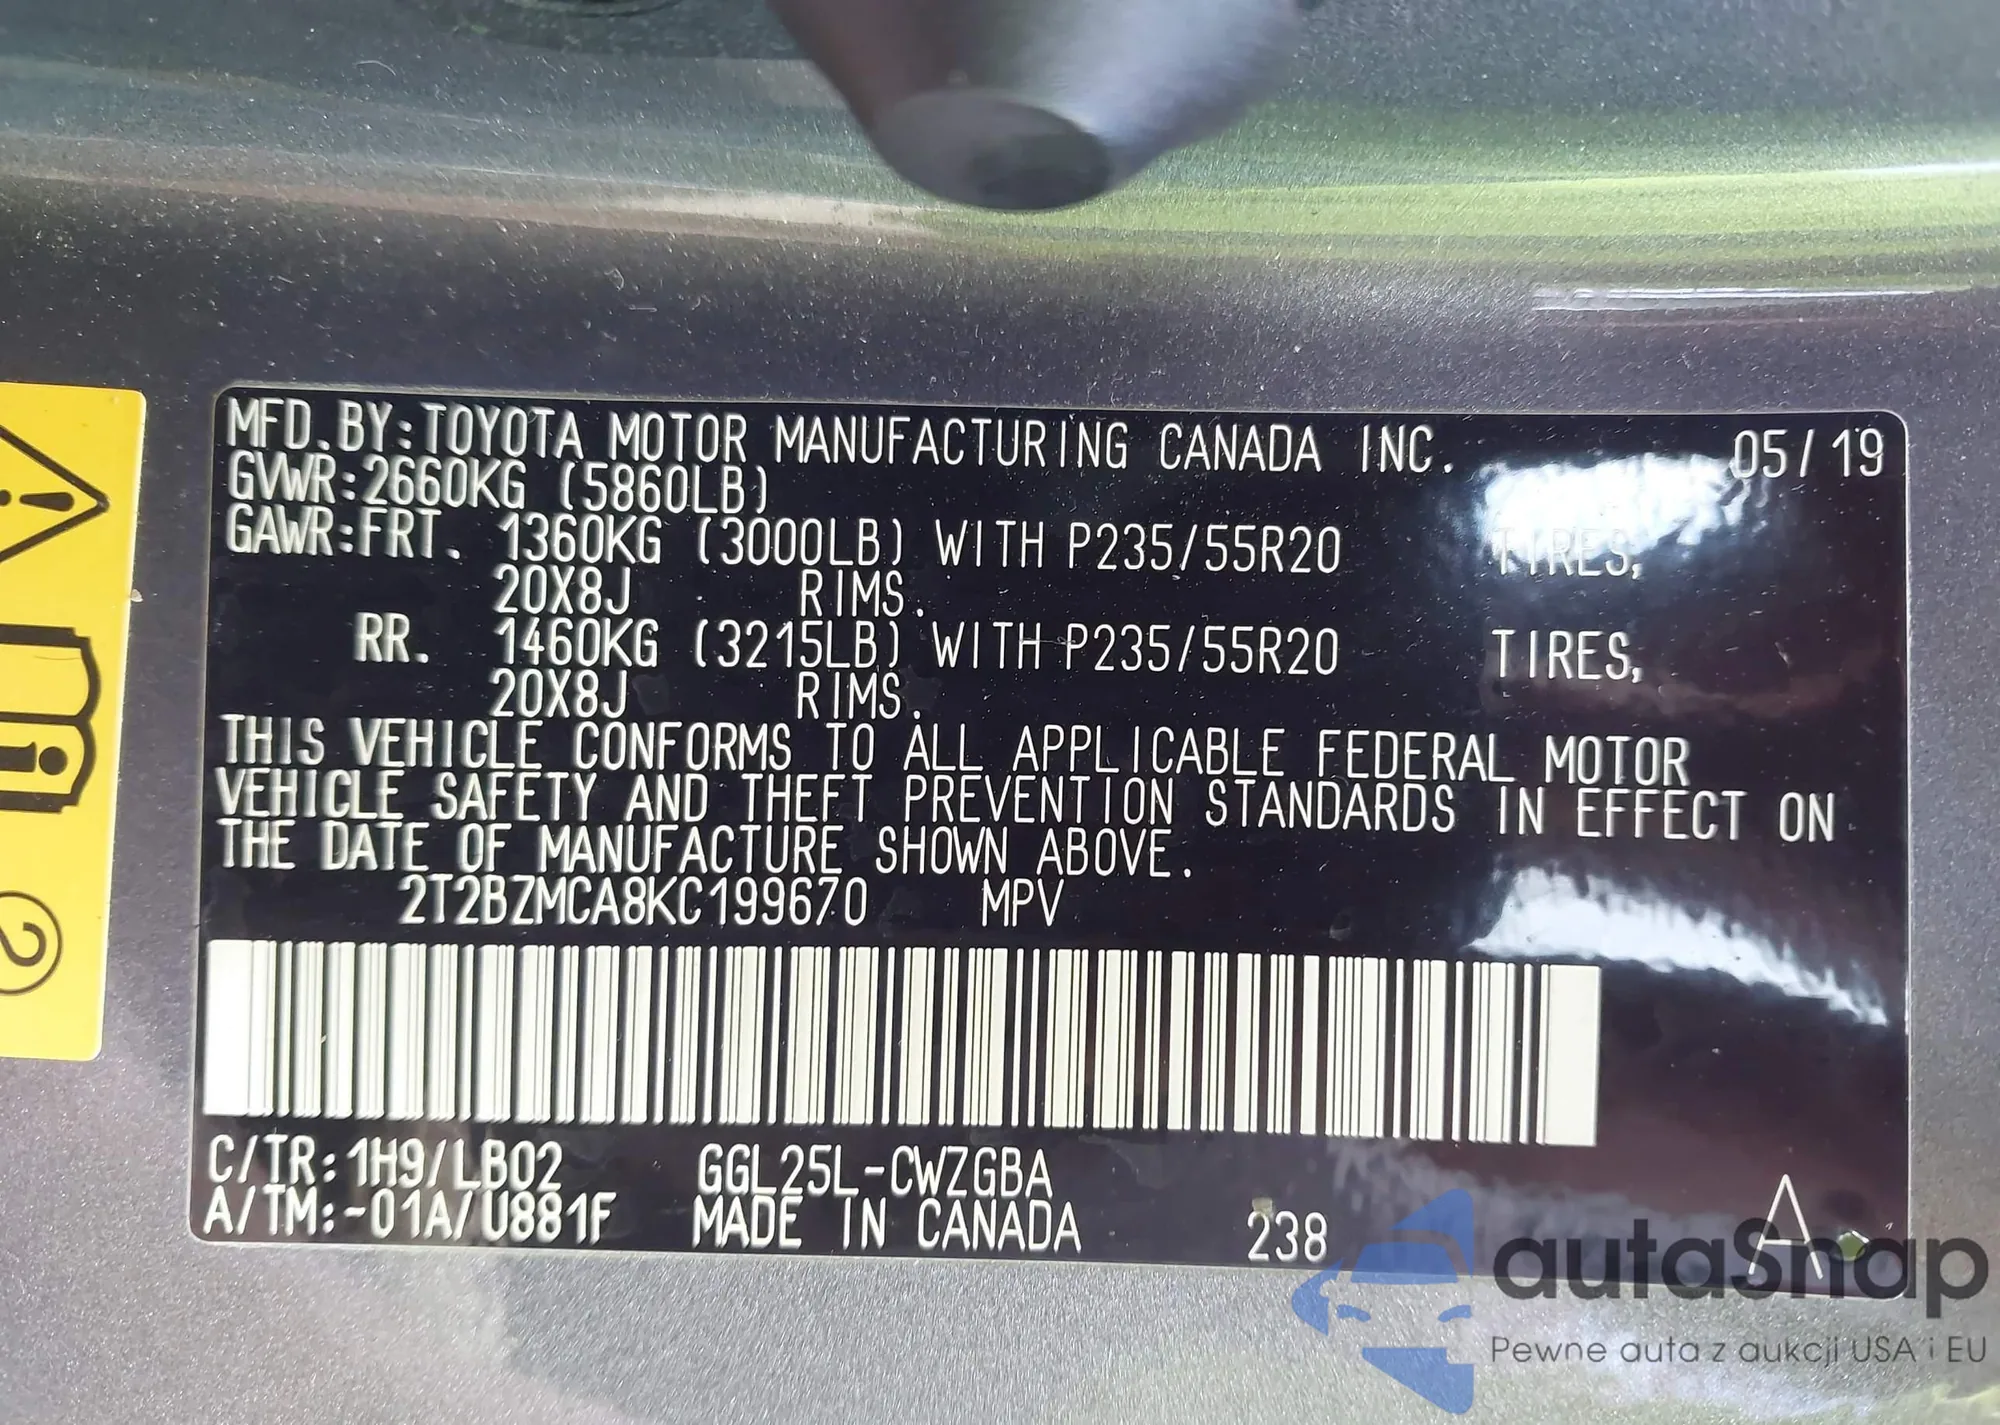 MFD.BY:TOYOTA MOTOR MANUFACTURING CANADA INC. 05/19
GVWR:2660KG (5860LB)
GAWR:FRT. 1360KG (3000LB) WITH P235/55R20 TIRES,
20X8J RIMS.
RR. 1460KG (3215LB) WITH P235/55R20 TIRES,
20X8J RIMS.
THIS VEHICLE CONFORMS TO ALL APPLICABLE FEDERAL MOTOR
VEHICLE SAFETY AND THEFT PREVENTION STANDARDS IN EFFECT ON
THE DATE OF MANUFACTURE SHOWN ABOVE.
2T2BZMCA8KC199670 MPV
C/TR:1H9/LB02 GGL25L-CWZGBA
A/TM:-01A/U881F MADE IN CANADA 238 A
2
autaSnap
Pewne auta z aukcji USA i EU